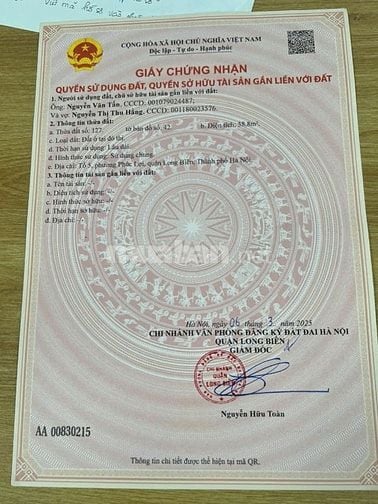 CỘNG HÒA XÃ HỘI CHỦ NGHĨA VIỆT NAM
Độc lập - Tự do - Hạnh phúc
GIẤY CHỨNG NHẬN
QUYỀN SỬ DỤNG ĐẤT, QUYỀN SỞ HỮU TÀI SẢN GẮN LIỀN VỚI ĐẤT
1. Người sử dụng đất, chủ sở hữu tài sản gắn liền với đất:
Ông: Nguyễn Văn Tấn, CCCD: 001079024487;
Và vợ: Nguyễn Thị Thu Hằng, CCCD: 001180023576.
2. Thông tin thửa đất:
a. Thửa đất số: 127; tờ bản đồ số: 42 b. Diện tích: 38,8m²
c. Loại đất: Đất ở tại đô thị.
d. Thời hạn sử dụng: Lâu dài.
đ. Hình thức sử dụng: Sử dụng chung.
e. Địa chỉ: Tổ 5, phường Phúc Lợi, quận Long Biên, Thành phố Hà Nội.
3. Thông tin tài sản gắn liền với đất:
a. Tên tài sản: -/-
b. Diện tích sử dụng: -/-
c. Hình thức sở hữu: -/-
d. Thời hạn sở hữu: -/-
đ. Địa chỉ: -/-
Hà Nội, ngày 06 tháng 3 năm 2025
CHI NHÁNH VĂN PHÒNG ĐĂNG KÝ ĐẤT ĐAI HÀ NỘI
QUẬN LONG BIÊN
GIÁM ĐỐC
CHI NHÁNH
QUẬN
LONG BIÊN
Nguyễn Hữu Toàn
AA 00830215
Thông tin chi tiết được thể hiện tại mã QR.